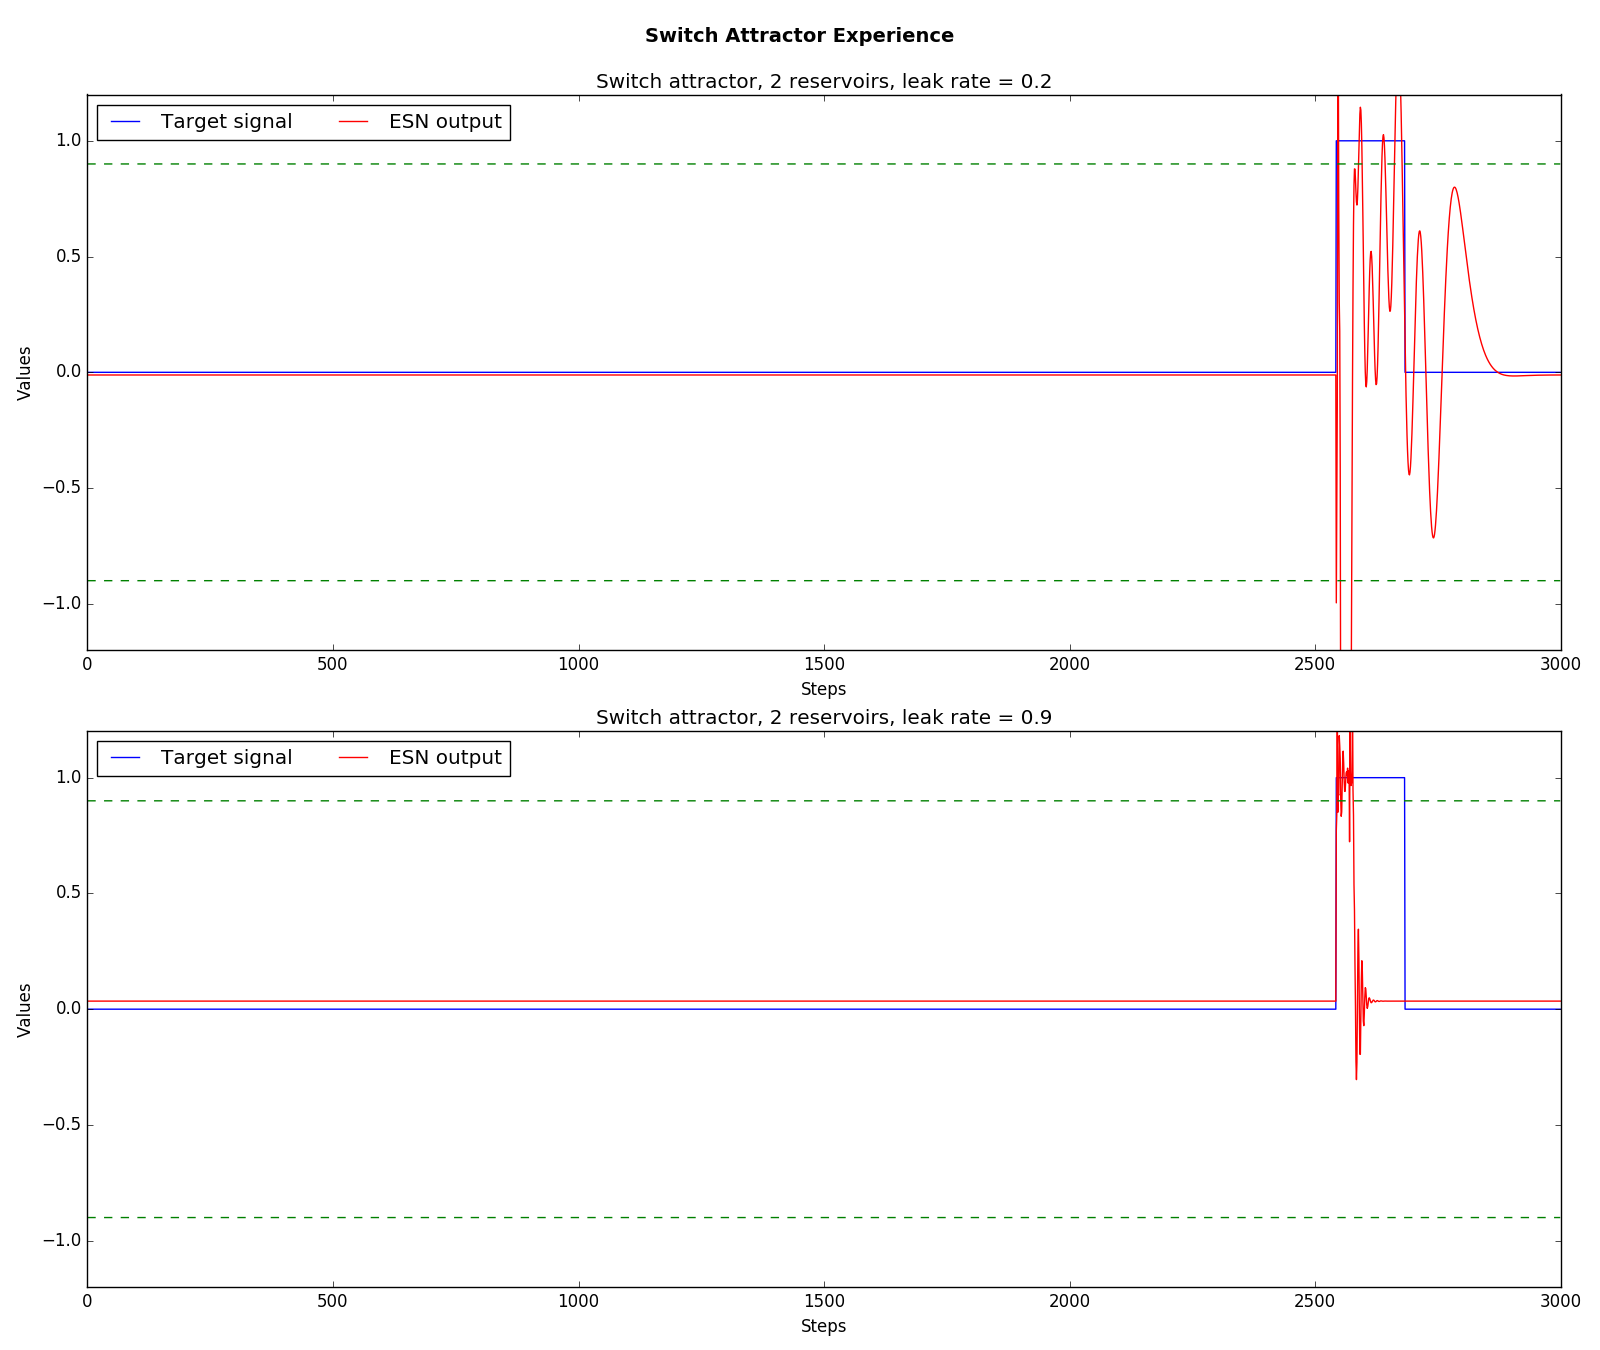 Switch Attractor Experience
Switch attractor, 2 reservoirs, leak rate = 0.2
Target signal ESN output
1.0
0.5
0.0
−0.5
−1.0
Values
0 500 1000 1500 2000 2500 3000
Steps
Switch attractor, 2 reservoirs, leak rate = 0.9
Target signal ESN output
1.0
0.5
0.0
−0.5
−1.0
Values
0 500 1000 1500 2000 2500 3000
Steps